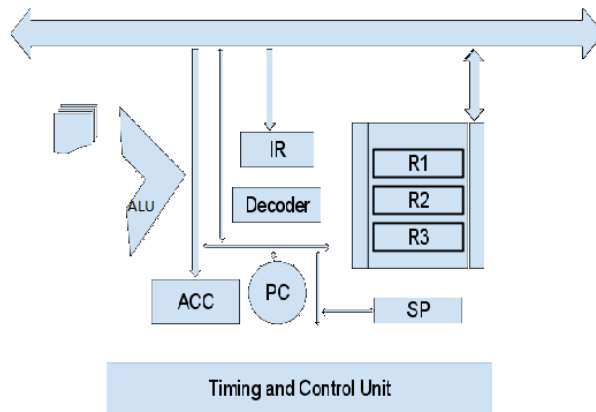 IR
R1
ALU
Decoder
R2
R3
ACC
PC
SP
Timing and Control Unit